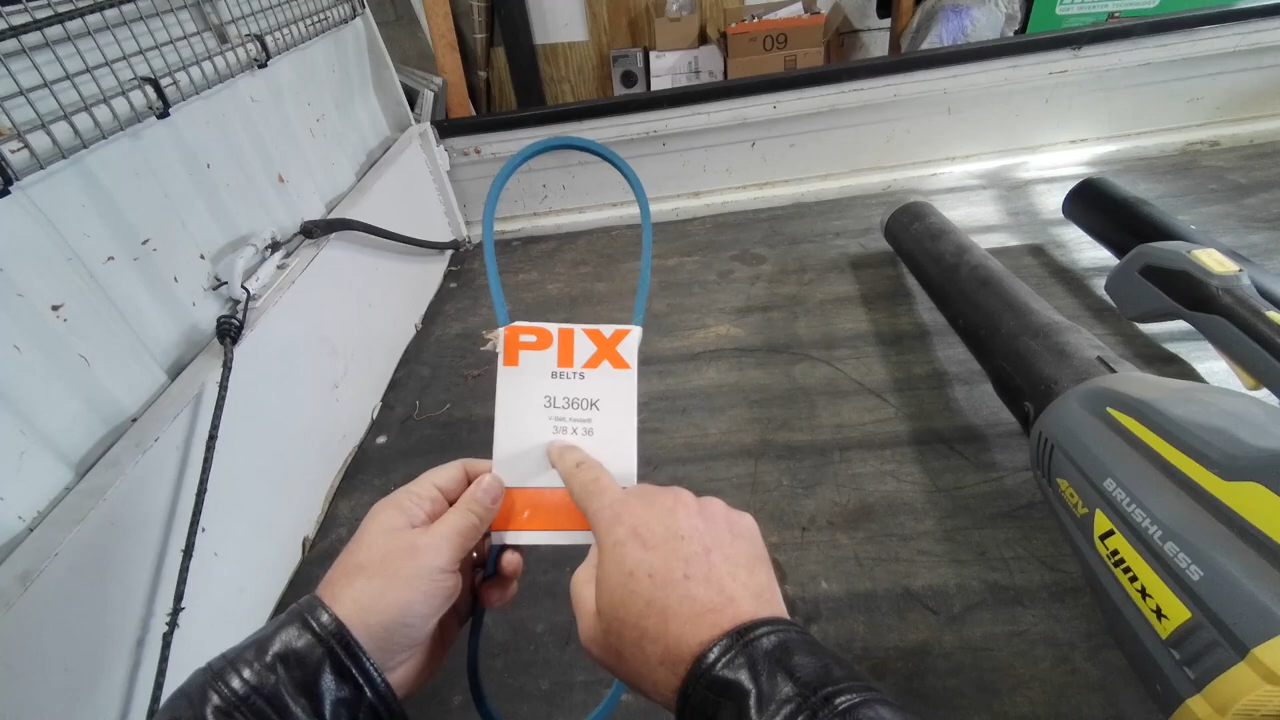 09
PIX
BELTS
3L360K
V-Belt, Kevlar®
3/8 X 36
40V
BRUSHLESS
Lynxx